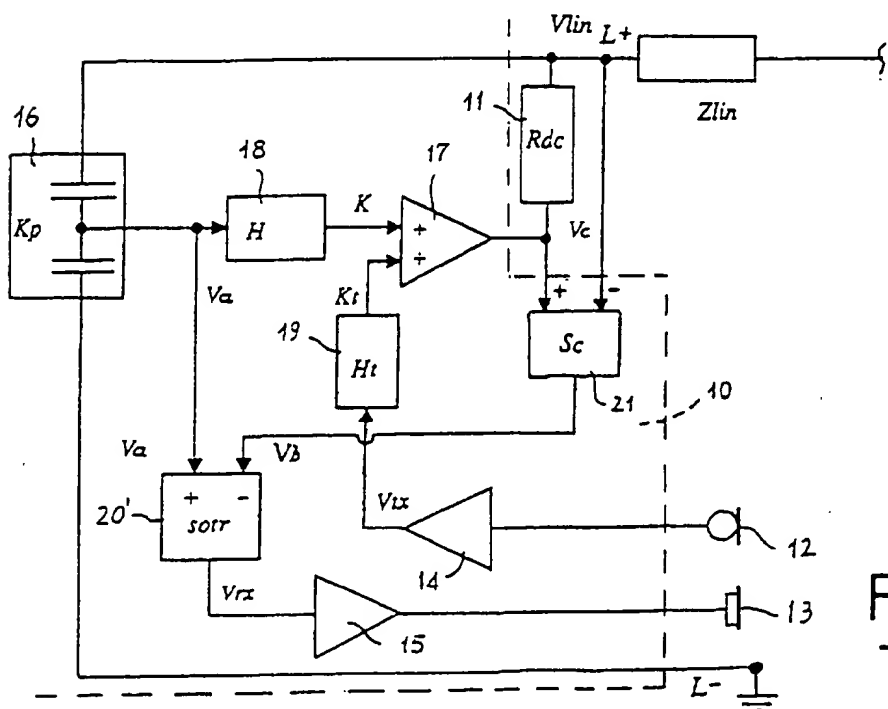 Vlin
L+
11
Rdc
Zlin
16
18
17
Kp
H
K
+
÷
Vc
Va
Kt
+
-
19
Ht
Sc
21
10
Va
Vb
+ -
sotr
20'
Vtx
14
12
Vrx
15
13
L-